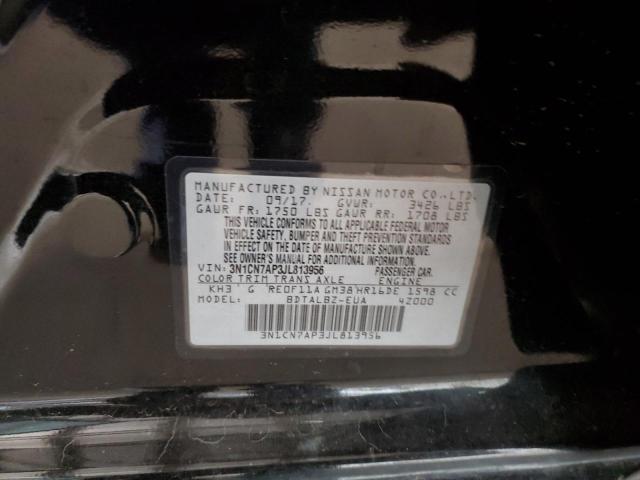 MANUFACTURED BY NISSAN MOTOR CO., LTD.
DATE: 09/17. GVWR: 3426 LBS
GAWR FR: 1750 LBS GAWR RR: 1708 LBS
THIS VEHICLE CONFORMS TO ALL APPLICABLE FEDERAL MOTOR
VEHICLE SAFETY, BUMPER AND THEFT PREVENTION STANDARDS
IN EFFECT ON THE DATE OF MANUFACTURE SHOWN ABOVE.
SEE OWNER'S MANUAL FOR MORE INFORMATION
VIN: 3N1CN7AP3JL813956 PASSENGER CAR.
COLOR TRIM TRANS AXLE ENGINE
KH3 G RE0F11A GM38 HR16DE 1598 CC
MODEL: BDTALBZ-EUA 42000
3N1CN7AP3JL813956